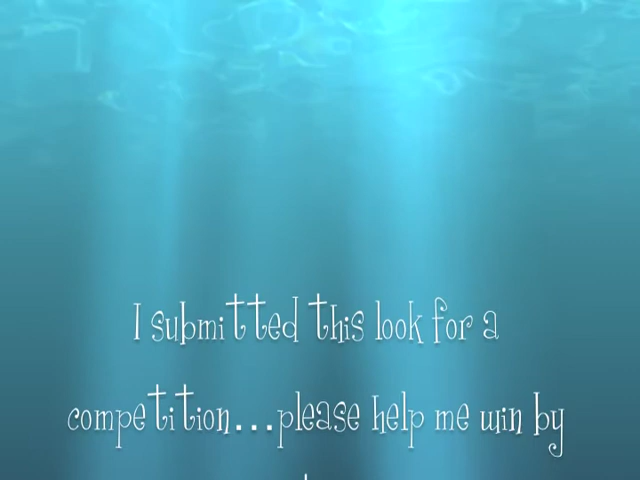 I submitted this look for a
competition...please help me win by